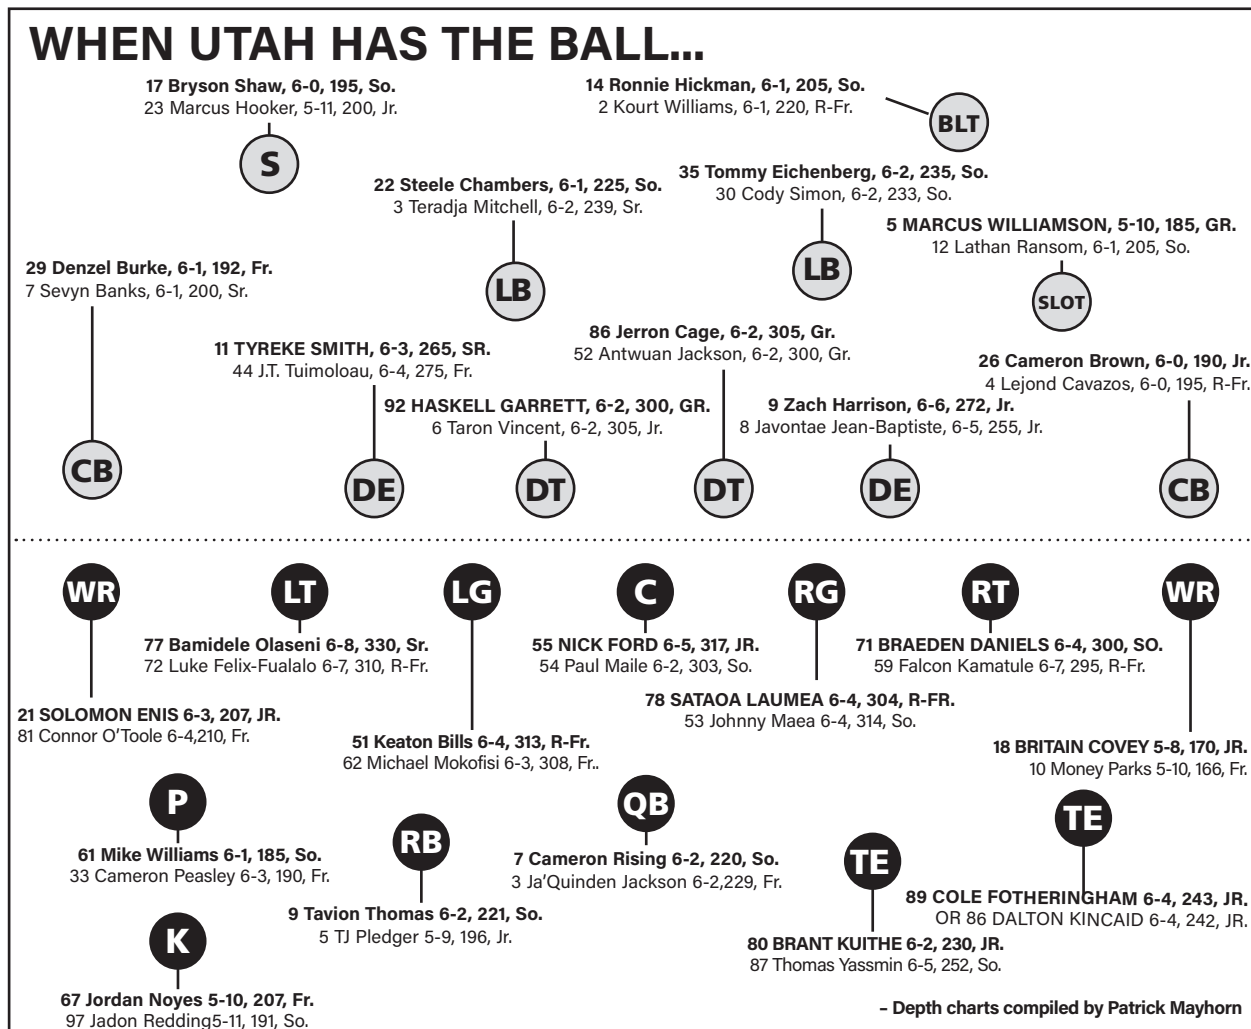 WHEN UTAH HAS THE BALL...
17 Bryson Shaw, 6-0, 195, So.
23 Marcus Hooker, 5-11, 200, Jr.
S
14 Ronnie Hickman, 6-1, 205, So.
2 Kourt Williams, 6-1, 220, R-Fr.
BLT
22 Steele Chambers, 6-1, 225, So.
3 Teradja Mitchell, 6-2, 239, Sr.
LB
35 Tommy Eichenberg, 6-2, 235, So.
30 Cody Simon, 6-2, 233, So.
LB
5 MARCUS WILLIAMSON, 5-10, 185, GR.
12 Lathan Ransom, 6-1, 205, So.
SLOT
29 Denzel Burke, 6-1, 192, Fr.
7 Sevyn Banks, 6-1, 200, Sr.
CB
11 TYREKE SMITH, 6-3, 265, SR.
44 J.T. Tuimoloau, 6-4, 275, Fr.
DE
92 HASKELL GARRETT, 6-2, 300, GR.
6 Taron Vincent, 6-2, 305, Jr.
DT
86 Jerron Cage, 6-2, 305, Gr.
52 Antwuan Jackson, 6-2, 300, Gr.
DT
9 Zach Harrison, 6-6, 272, Jr.
8 Javontae Jean-Baptiste, 6-5, 255, Jr.
DE
26 Cameron Brown, 6-0, 190, Jr.
4 Lejond Cavazos, 6-0, 195, R-Fr.
CB
WR
21 SOLOMON ENIS 6-3, 207, JR.
81 Connor O'Toole 6-4,210, Fr.
LT
77 Bamidele Olaseni 6-8, 330, Sr.
72 Luke Felix-Fualalo 6-7, 310, R-Fr.
LG
51 Keaton Bills 6-4, 313, R-Fr.
62 Michael Mokofisi 6-3, 308, Fr..
C
55 NICK FORD 6-5, 317, JR.
54 Paul Maile 6-2, 303, So.
RG
78 SATAOA LAUMEA 6-4, 304, R-FR.
53 Johnny Maea 6-4, 314, So.
RT
71 BRAEDEN DANIELS 6-4, 300, SO.
59 Falcon Kamatule 6-7, 295, R-Fr.
WR
18 BRITAIN COVEY 5-8, 170, JR.
10 Money Parks 5-10, 166, Fr.
P
61 Mike Williams 6-1, 185, So.
33 Cameron Peasley 6-3, 190, Fr.
RB
9 Tavion Thomas 6-2, 221, So.
5 TJ Pledger 5-9, 196, Jr.
QB
7 Cameron Rising 6-2, 220, So.
3 Ja'Quinden Jackson 6-2,229, Fr.
TE
80 BRANT KUITHE 6-2, 230, JR.
87 Thomas Yassmin 6-5, 252, So.
TE
89 COLE FOTHERINGHAM 6-4, 243, JR.
OR 86 DALTON KINCAID 6-4, 242, JR.
K
67 Jordan Noyes 5-10, 207, Fr.
97 Jadon Redding5-11, 191, So.
– Depth charts compiled by Patrick Mayhorn